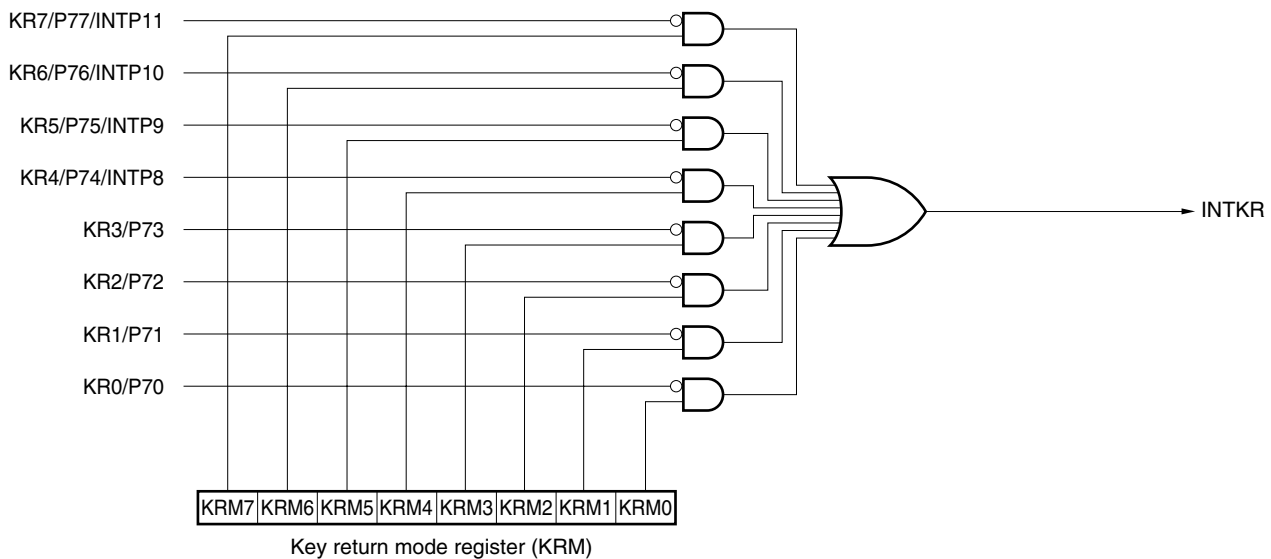 KR7/P77/INTP11
KR6/P76/INTP10
KR5/P75/INTP9
KR4/P74/INTP8
KR3/P73
KR2/P72
KR1/P71
KR0/P70
INTKR
KRM7 KRM6 KRM5 KRM4 KRM3 KRM2 KRM1 KRM0
Key return mode register (KRM)